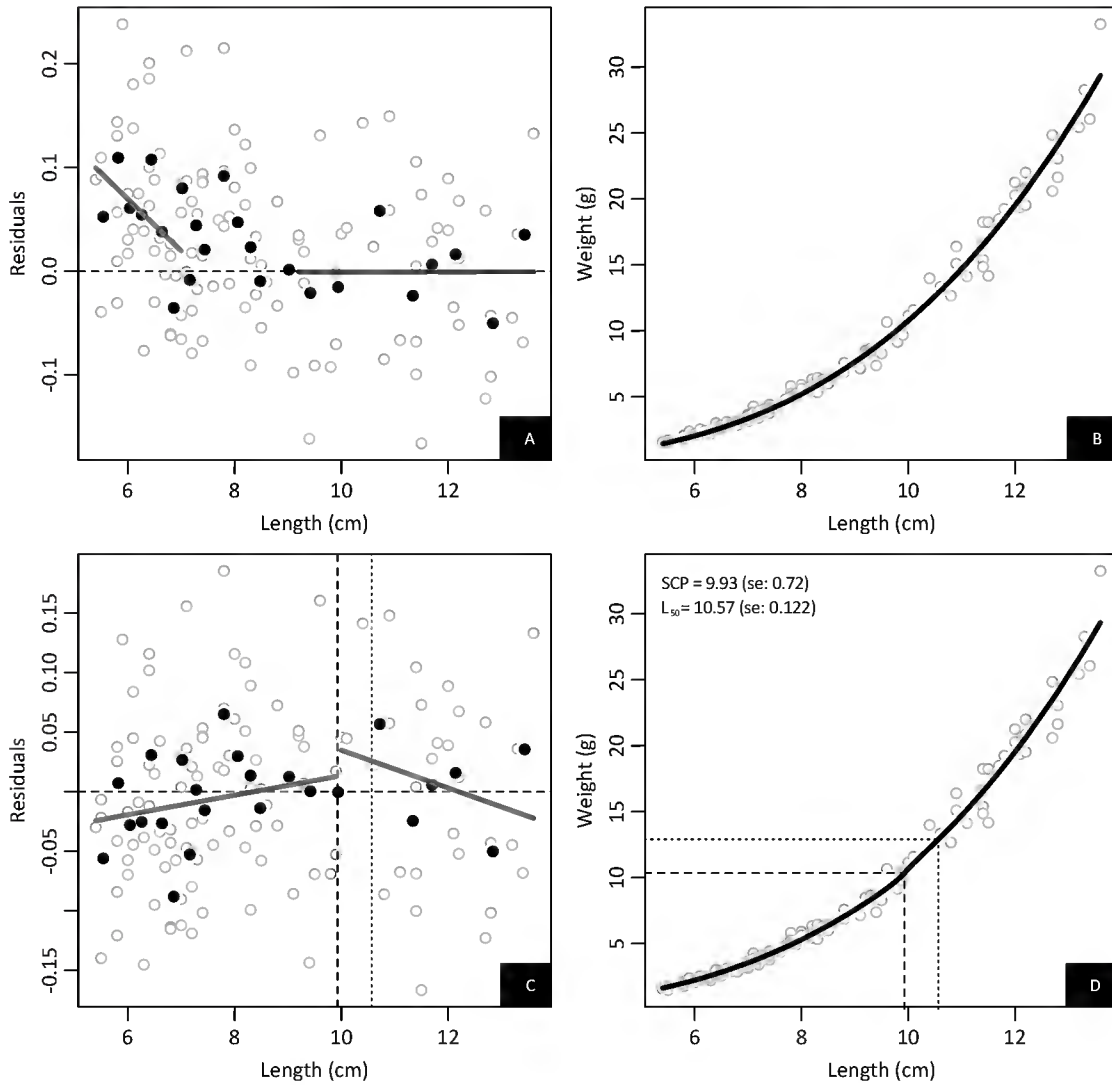 Residuals
-0.1
0.0
0.1
0.2
6
8
10
12
Length (cm)
A
Weight (g)
5
10
15
20
25
30
6
8
10
12
Length (cm)
B
Residuals
-0.15
-0.05
0.05
0.10
0.15
6
8
10
12
Length (cm)
C
SCP = 9.93 (se: 0.72)
L50= 10.57 (se: 0.122)
Weight (g)
5
10
15
20
25
30
6
8
10
12
Length (cm)
D